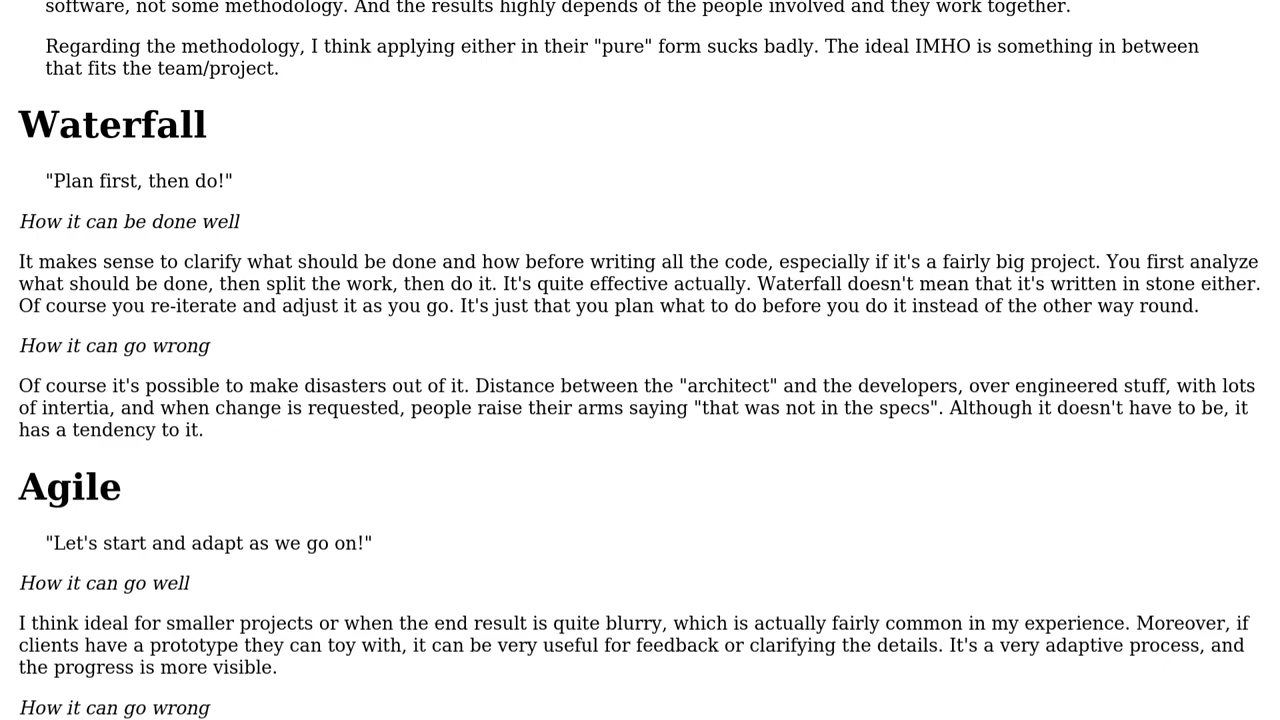 software, not some methodology. And the results highly depends of the people involved and they work together.
Regarding the methodology, I think applying either in their "pure" form sucks badly. The ideal IMHO is something in between
that fits the team/project.
Waterfall
"Plan first, then do!"
How it can be done well
It makes sense to clarify what should be done and how before writing all the code, especially if it's a fairly big project. You first analyze
what should be done, then split the work, then do it. It's quite effective actually. Waterfall doesn't mean that it's written in stone either.
Of course you re-iterate and adjust it as you go. It's just that you plan what to do before you do it instead of the other way round.
How it can go wrong
Of course it's possible to make disasters out of it. Distance between the "architect" and the developers, over engineered stuff, with lots
of intertia, and when change is requested, people raise their arms saying "that was not in the specs". Although it doesn't have to be, it
has a tendency to it.
Agile
"Let's start and adapt as we go on!"
How it can go well
I think ideal for smaller projects or when the end result is quite blurry, which is actually fairly common in my experience. Moreover, if
clients have a prototype they can toy with, it can be very useful for feedback or clarifying the details. It's a very adaptive process, and
the progress is more visible.
How it can go wrong